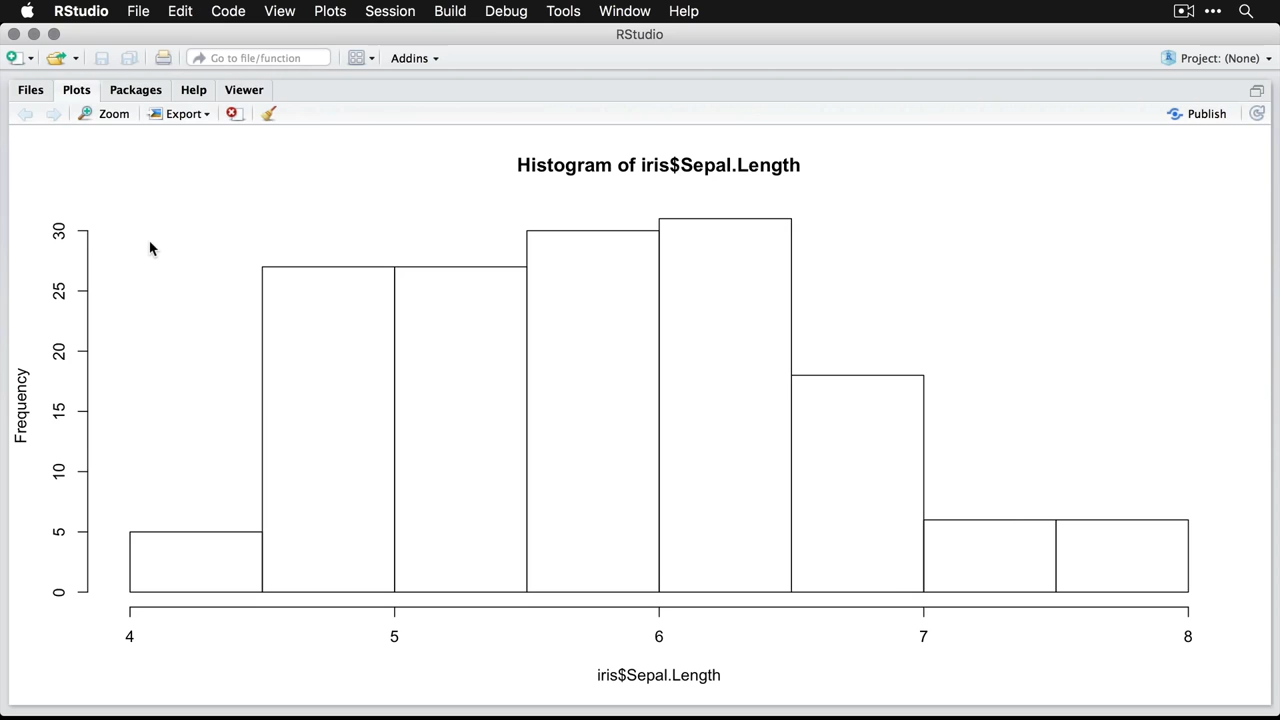 RStudio File Edit Code View Plots Session Build Debug Tools Window Help
RStudio
Go to file/function Addins Project: (None)
Files Plots Packages Help Viewer
Zoom Export Publish
Histogram of iris$Sepal.Length
30
25
20
15
10
5
0
Frequency
4 5 6 7 8
iris$Sepal.Length